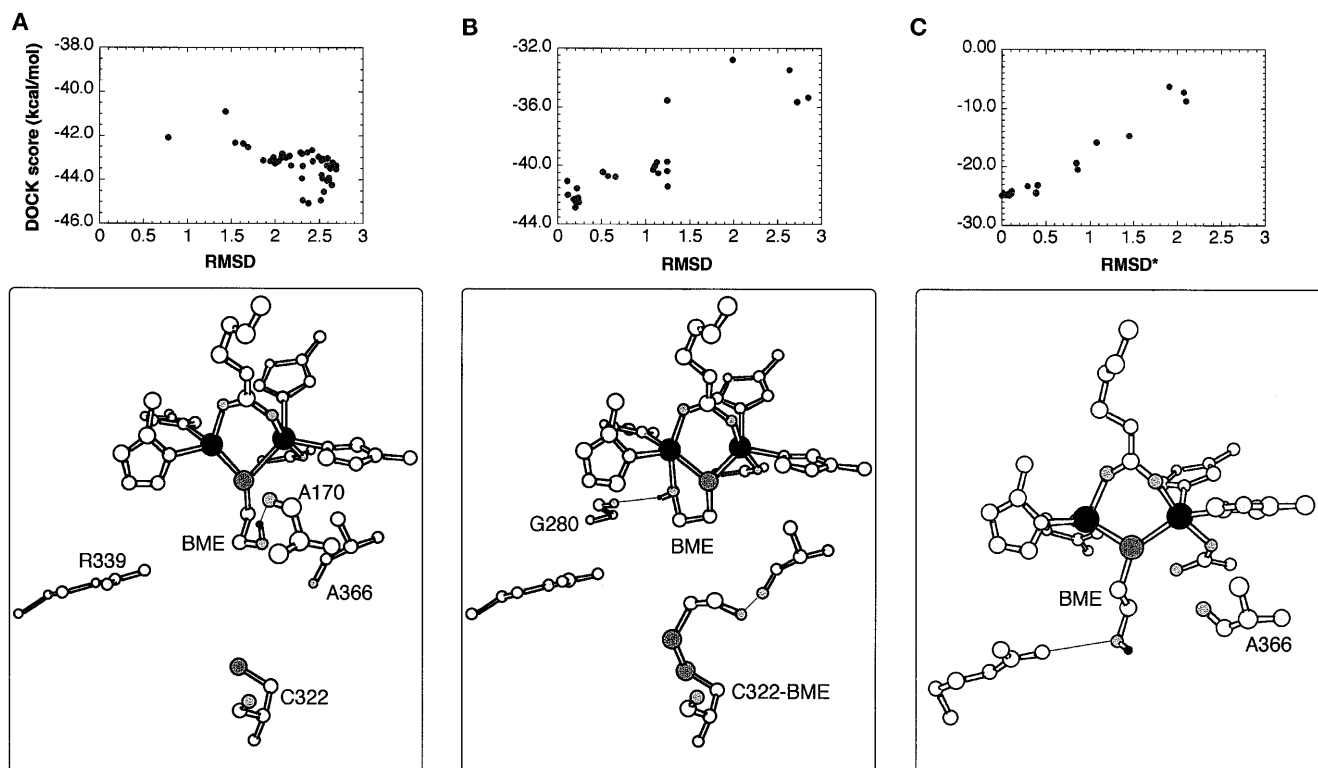 A
B
C
DOCK score (kcal/mol)
-38.0
-40.0
-42.0
-44.0
-46.0
0 0.5 1 1.5 2 2.5 3
RMSD
-32.0
-36.0
-40.0
-44.0
0 0.5 1 1.5 2 2.5 3
RMSD
0.00
-10.0
-20.0
-30.0
0 0.5 1 1.5 2 2.5 3
RMSD*
A170
BME
R339
A366
C322
G280
BME
C322-BME
BME
A366